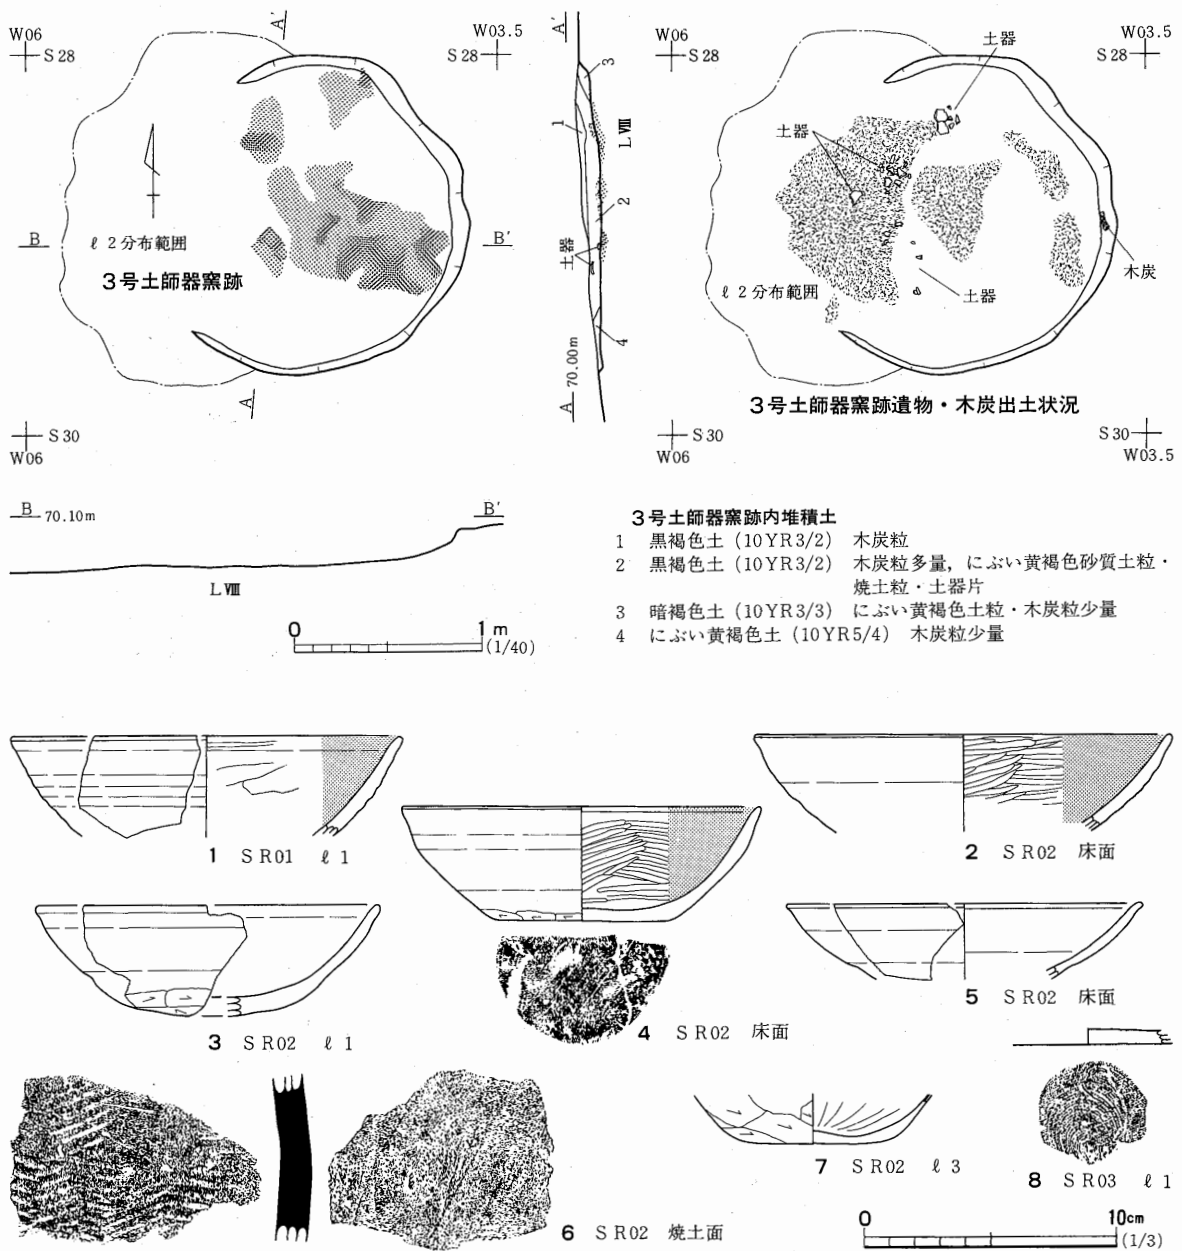 W06
S28
A'
W03.5
S28
B
B'
ℓ 2分布範囲
3号土師器窯跡
A
S30
W06
A'
3
1
LⅧ
2
土器
4
A 70.00m
W06
S28
W03.5
S28
土器
土器
木炭
ℓ 2分布範囲
土器
3号土師器窯跡遺物・木炭出土状況
S30
W06
S30
W03.5
B 70.10m
B'
LⅧ
0 1m
(1/40)
3号土師器窯跡内堆積土
1 黒褐色土 (10YR3/2) 木炭粒
2 黒褐色土 (10YR3/2) 木炭粒多量，にぶい黄褐色砂質土粒・
焼土粒・土器片
3 暗褐色土 (10YR3/3) にぶい黄褐色土粒・木炭粒少量
4 にぶい黄褐色土 (10YR5/4) 木炭粒少量
1 SR01 ℓ 1
2 SR02 床面
3 SR02 ℓ 1
4 SR02 床面
5 SR02 床面
6 SR02 焼土面
7 SR02 ℓ 3
8 SR03 ℓ 1
0 10cm
(1/3)